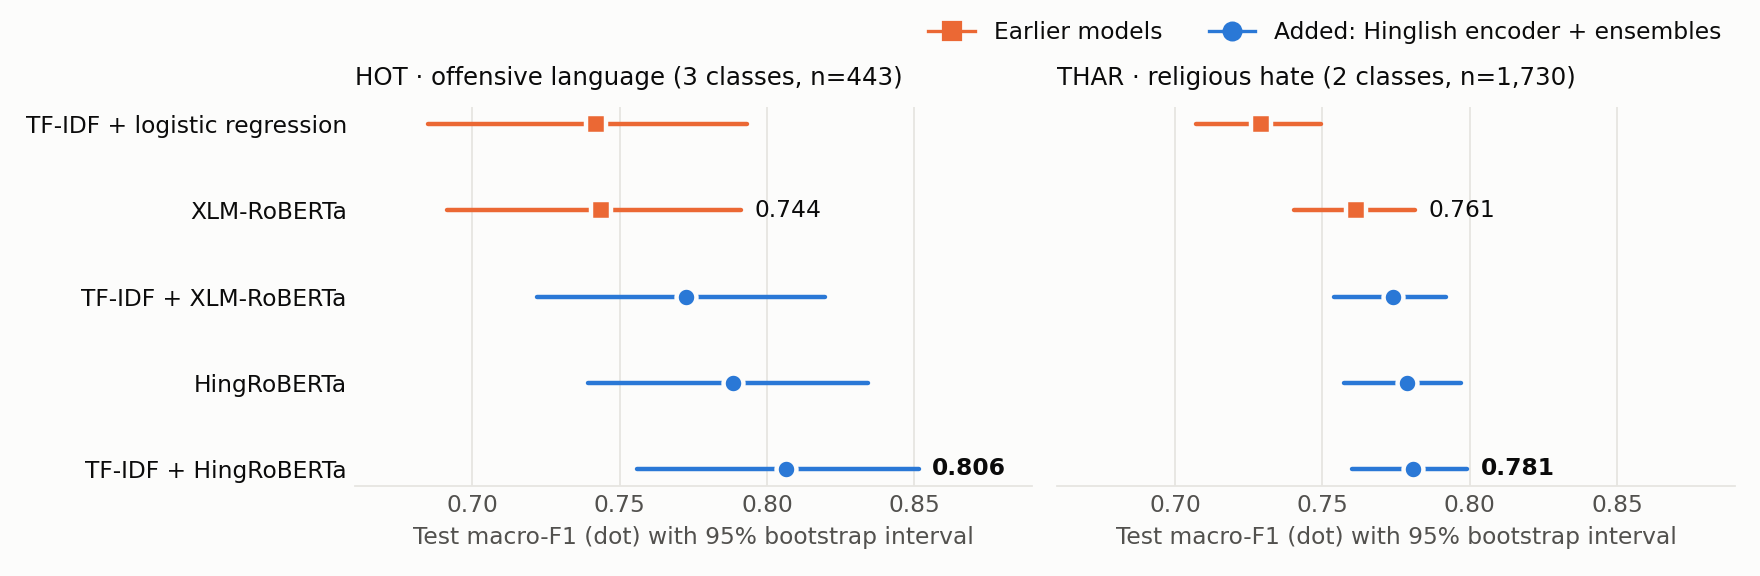 Earlier models
Added: Hinglish encoder + ensembles
HOT · offensive language (3 classes, n=443)
THAR · religious hate (2 classes, n=1,730)
TF-IDF + logistic regression
XLM-RoBERTa
0.744
0.761
TF-IDF + XLM-RoBERTa
HingRoBERTa
TF-IDF + HingRoBERTa
0.806
0.781
0.70 0.75 0.80 0.85
0.70 0.75 0.80 0.85
Test macro-F1 (dot) with 95% bootstrap interval
Test macro-F1 (dot) with 95% bootstrap interval